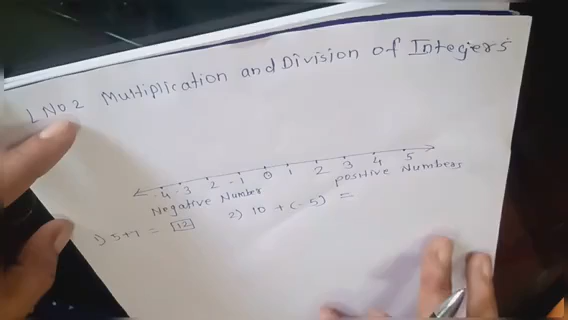 L No 2 Multiplication and Division of Integers
-4 -3 2 -1 0 1 2 3 4 5
Negative Number positive Numbers
1) 5+7 = 12 2) 10 + (-5) =